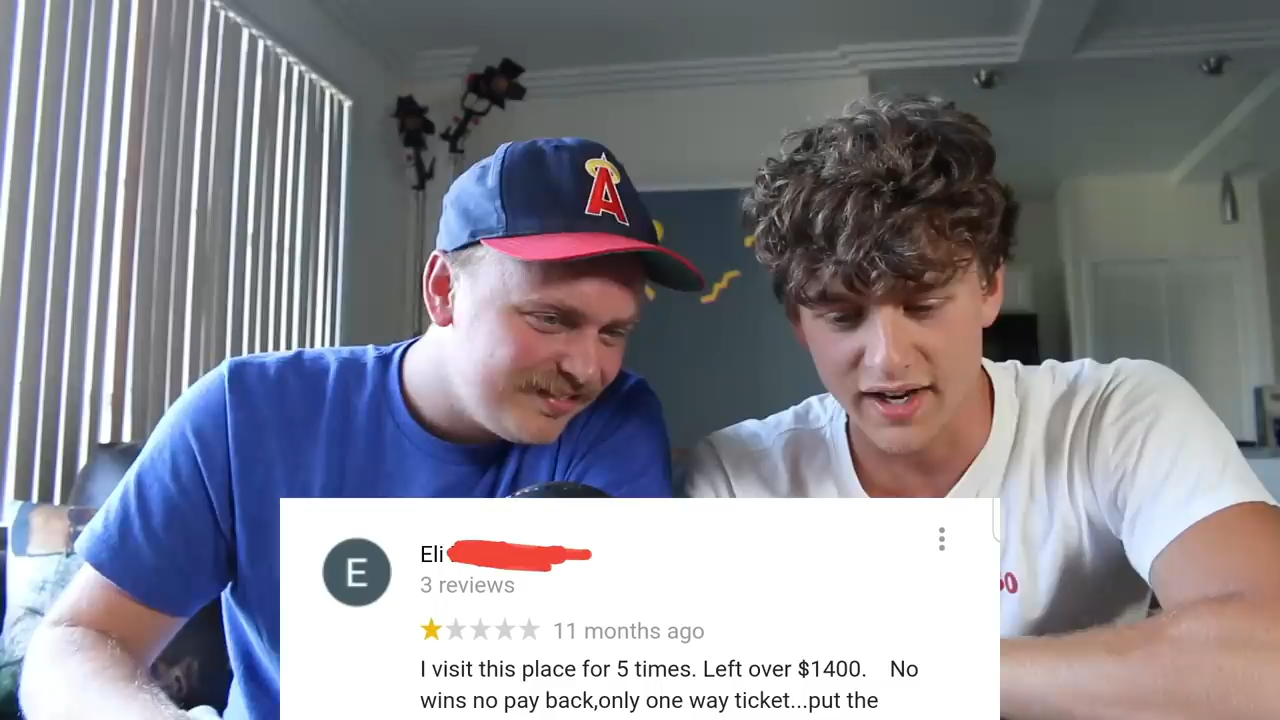 A
Eli
E
3 reviews
11 months ago
I visit this place for 5 times. Left over $1400. No
wins no pay back,only one way ticket...put the